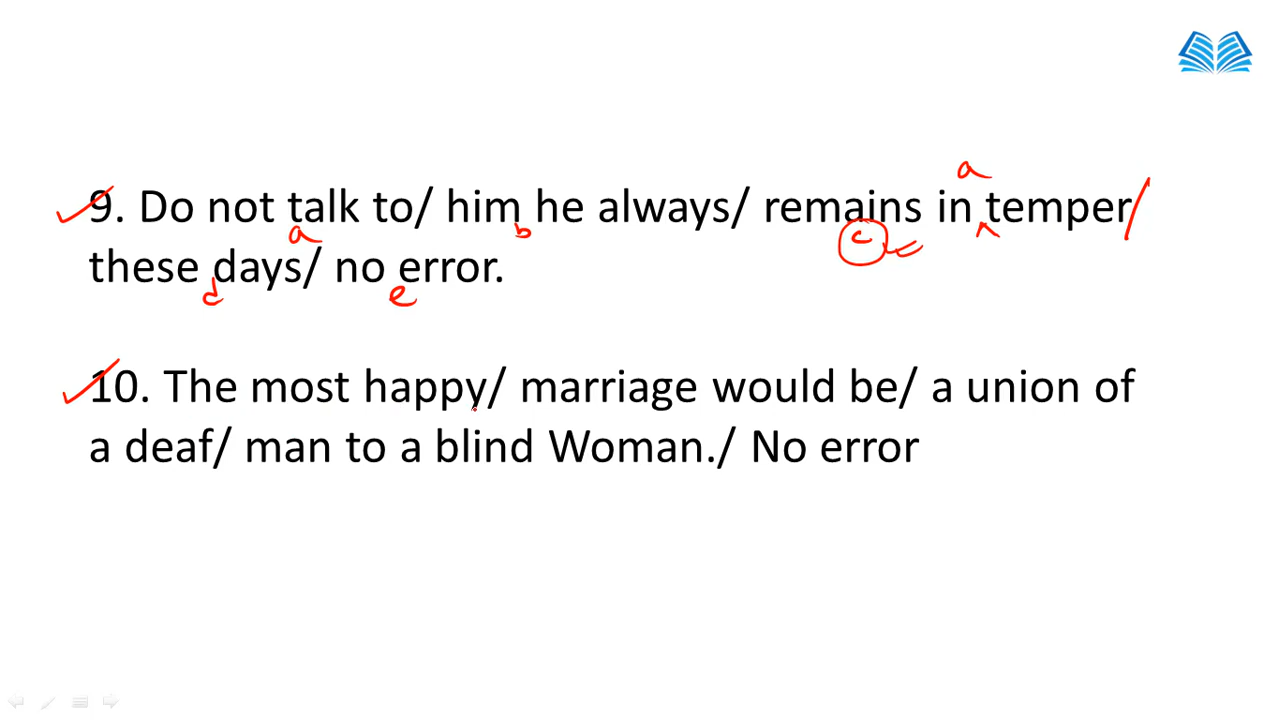 a
9. Do not talk to/ him he always/ remains in temper/
a b c
these days/ no error.
d e
10. The most happy/ marriage would be/ a union of
a deaf/ man to a blind Woman./ No error